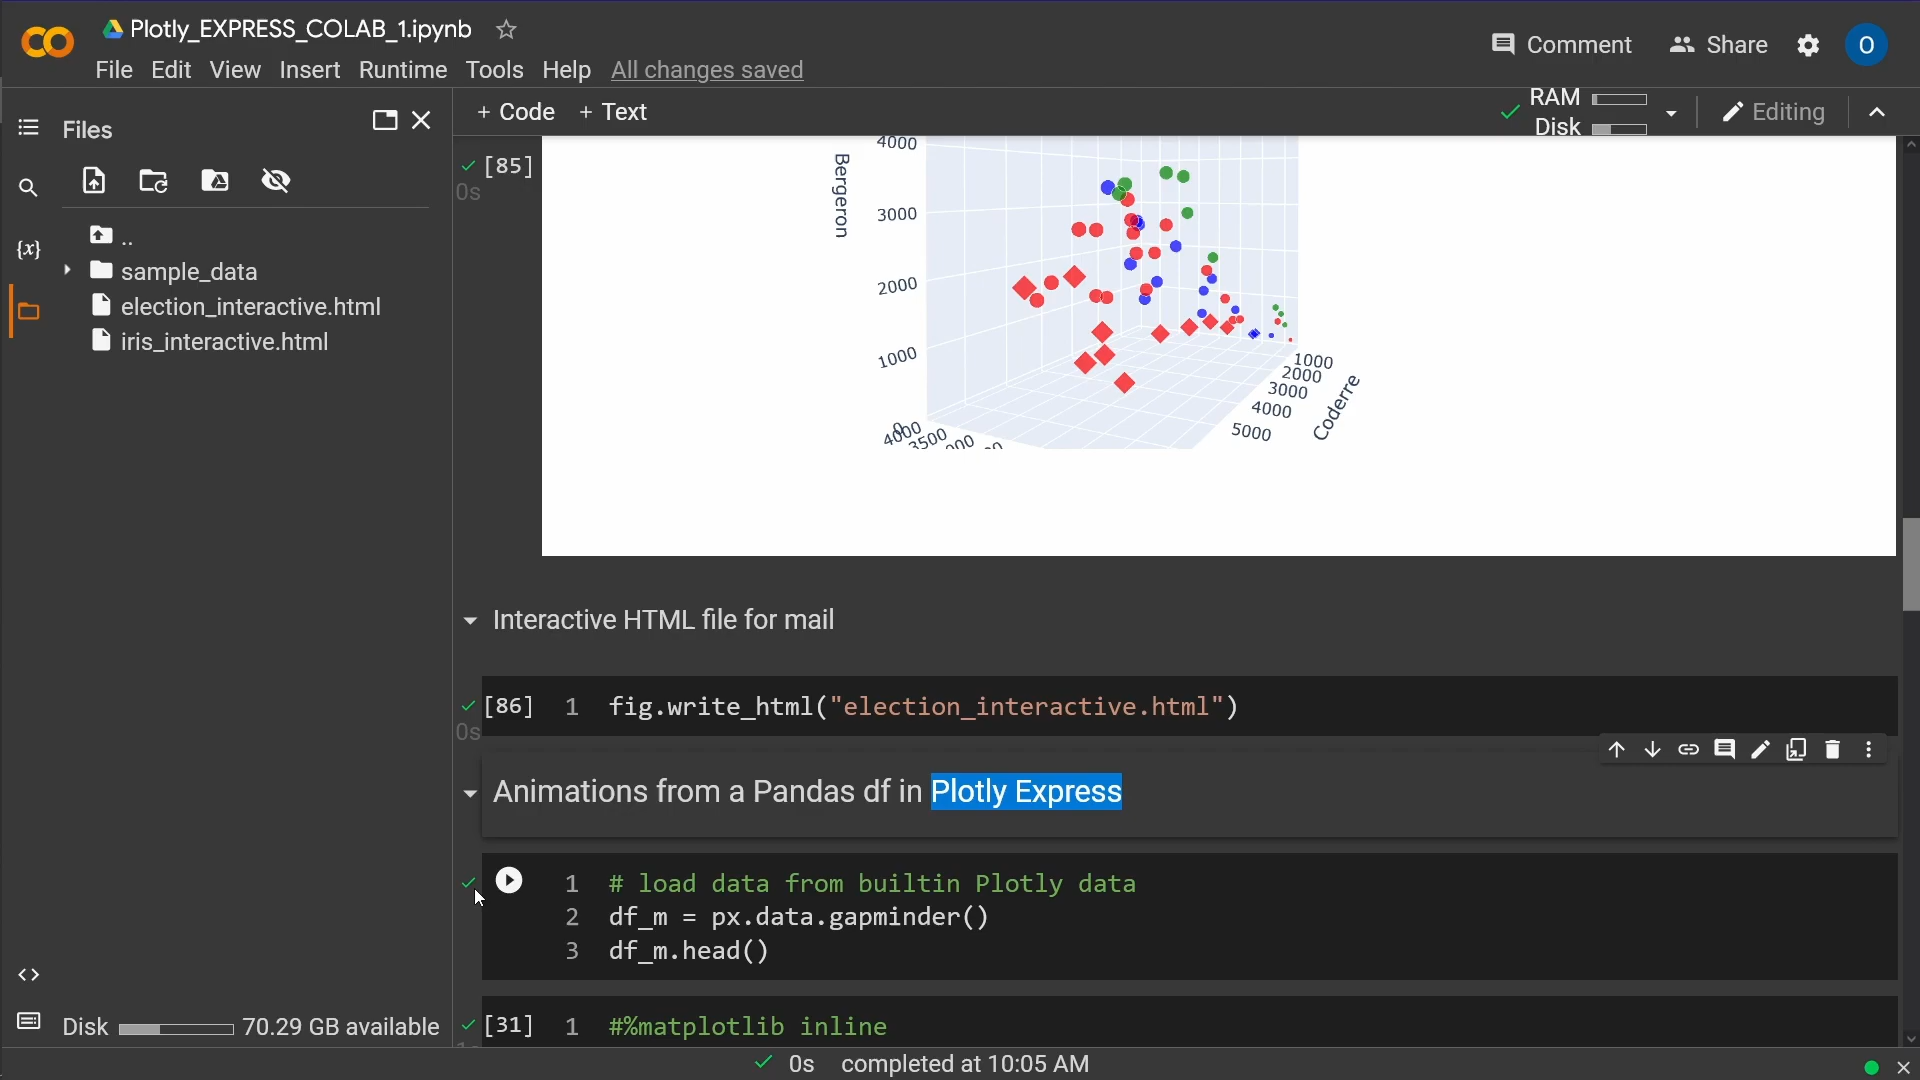 Plotly_EXPRESS_COLAB_1.ipynb
Comment
Share
O
File Edit View Insert Runtime Tools Help All changes saved
Files
+ Code + Text
RAM
Disk
Editing
..
sample_data
election_interactive.html
iris_interactive.html
[85]
0s
Bergeron
4000
3000
2000
1000
0
4000
3500
1000
2000
3000
4000
5000
Coderre
Interactive HTML file for mail
[86] 1 fig.write_html("election_interactive.html")
0s
Animations from a Pandas df in Plotly Express
1 # load data from builtin Plotly data
2 df_m = px.data.gapminder()
3 df_m.head()
[31] 1 #%matplotlib inline
Disk 70.29 GB available
0s completed at 10:05 AM